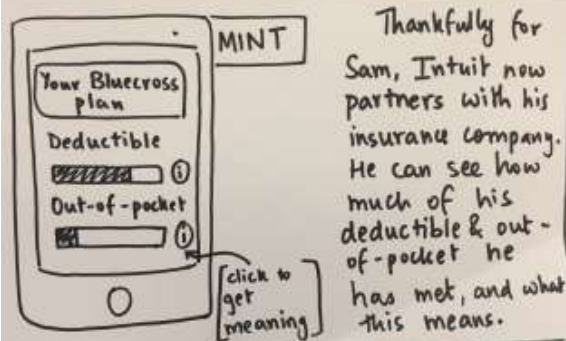 MINT
Your Bluecross
plan
Deductible
i
Out-of-pocket
i
[click to
get
meaning]
Thankfully for
Sam, Intuit now
partners with his
insurance company.
He can see how
much of his
deductible & out-
of-pocket he
has met, and what
this means.